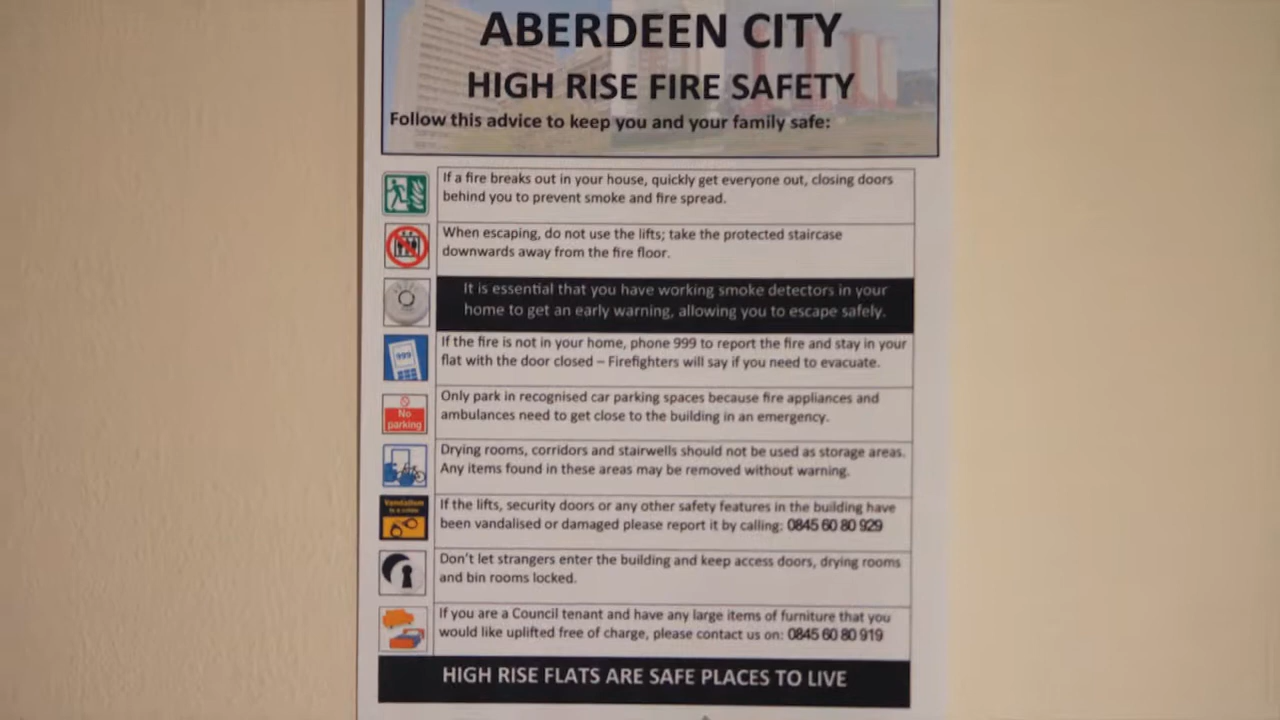 ABERDEEN CITY
HIGH RISE FIRE SAFETY
Follow this advice to keep you and your family safe:
If a fire breaks out in your house, quickly get everyone out, closing doors
behind you to prevent smoke and fire spread.
When escaping, do not use the lifts; take the protected staircase
downwards away from the fire floor.
It is essential that you have working smoke detectors in your
home to get an early warning, allowing you to escape safely.
999
If the fire is not in your home, phone 999 to report the fire and stay in your
flat with the door closed – Firefighters will say if you need to evacuate.
No
parking
Only park in recognised car parking spaces because fire appliances and
ambulances need to get close to the building in an emergency.
Drying rooms, corridors and stairwells should not be used as storage areas.
Any items found in these areas may be removed without warning.
Vandalism
is a crime
If the lifts, security doors or any other safety features in the building have
been vandalised or damaged please report it by calling: 0845 60 80 929
Don't let strangers enter the building and keep access doors, drying rooms
and bin rooms locked.
If you are a Council tenant and have any large items of furniture that you
would like uplifted free of charge, please contact us on: 0845 60 80 919
HIGH RISE FLATS ARE SAFE PLACES TO LIVE